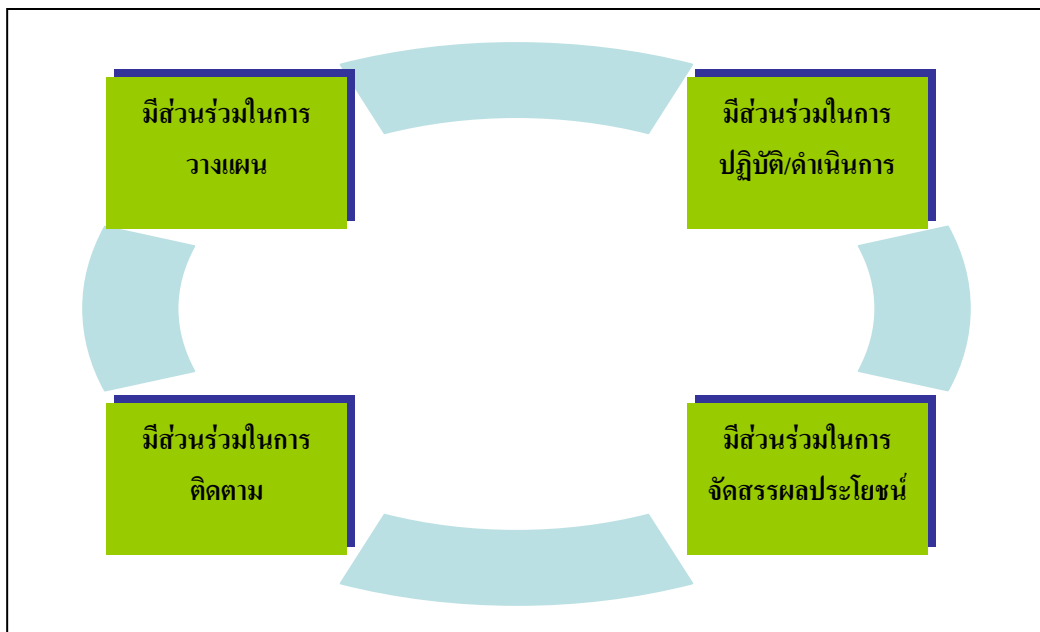 มีส่วนร่วมในการ
วางแผน
มีส่วนร่วมในการ
ปฏิบัติ/ดำเนินการ
มีส่วนร่วมในการ
ติดตาม
มีส่วนร่วมในการ
จัดสรรผลประโยชน์